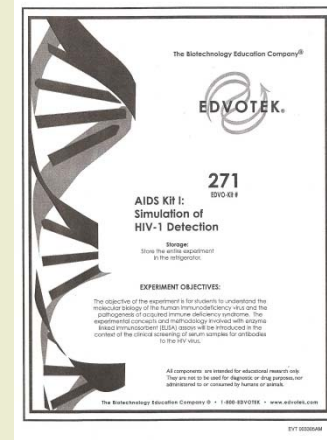 The Biotechnology Education Company®
EDVOTEK®
271
EDVO-Kit #
AIDS Kit I:
Simulation of
HIV-1 Detection
Storage:
Store the entire experiment
in the refrigerator.
EXPERIMENT OBJECTIVES:
The objective of the experiment is for students to understand the
molecular biology of the human immunodeficiency virus and the
pathogenesis of acquired immune deficiency syndrome. The
experimental concepts and methodology involved with enzyme
linked immunosorbent (ELISA) assays will be introduced in the
context of the clinical screening of serum samples for antibodies
to the HIV virus.
All components are intended for educational research only.
They are not to be used for diagnostic or drug purposes, nor
administered to or consumed by humans or animals.
The Biotechnology Education Company ® • 1-800-EDVOTEK • www.edvotek.com